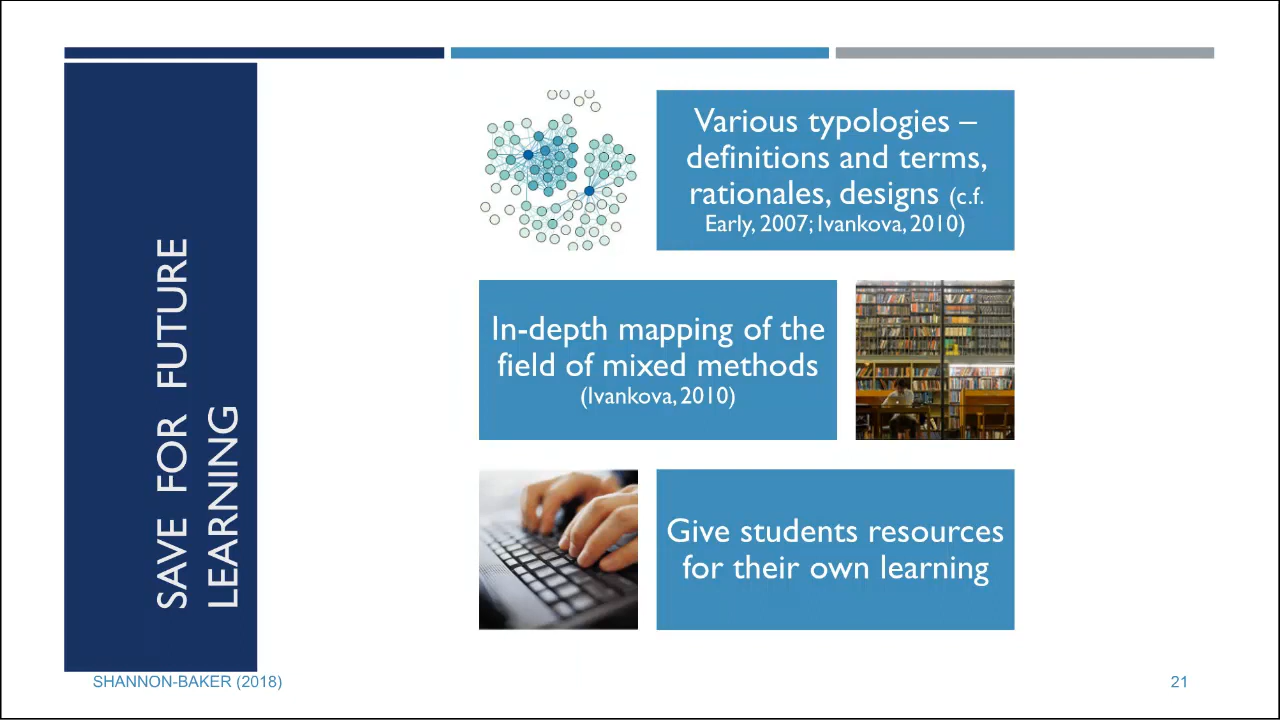 SAVE FOR FUTURE
LEARNING
Various typologies –
definitions and terms,
rationales, designs (c.f.
Early, 2007; Ivankova, 2010)
In-depth mapping of the
field of mixed methods
(Ivankova, 2010)
Give students resources
for their own learning
SHANNON-BAKER (2018)
21